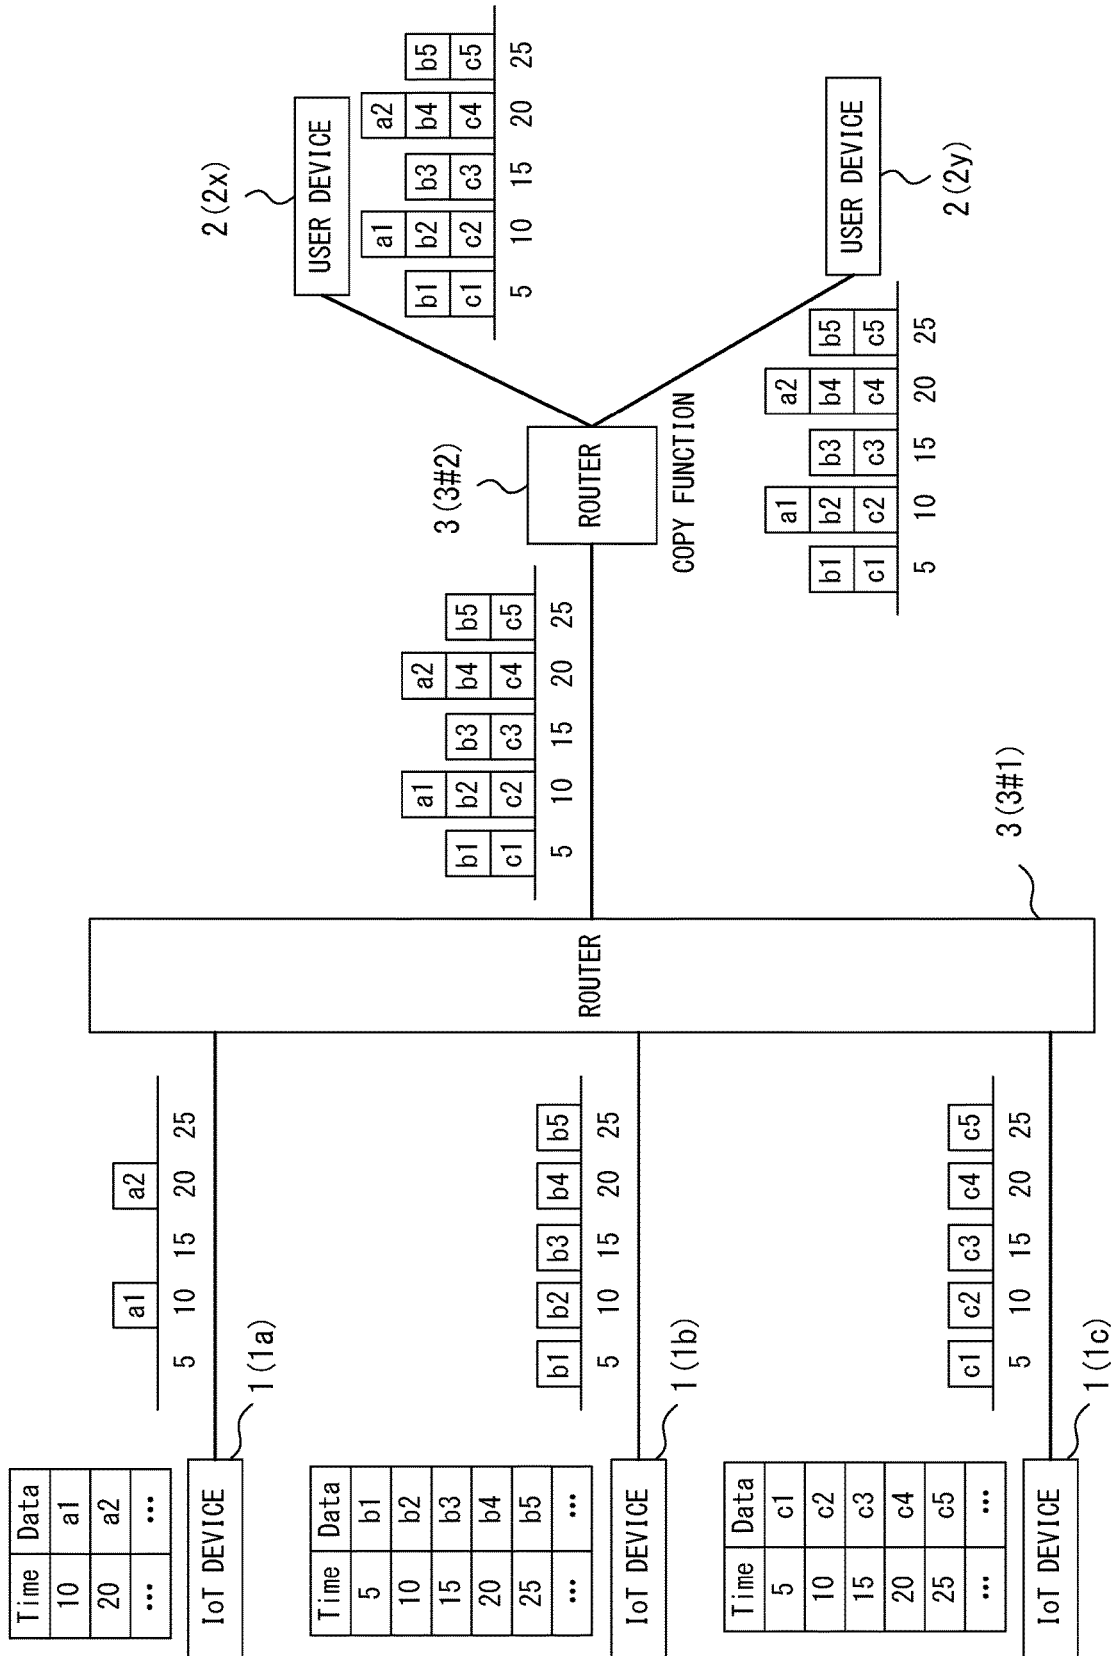 Time Data
10 a1
20 a2
... ...
IoT DEVICE
1(1a)
a1 a2
5 10 15 20 25
Time Data
5 b1
10 b2
15 b3
20 b4
25 b5
... ...
IoT DEVICE
1(1b)
b1 b2 b3 b4 b5
5 10 15 20 25
Time Data
5 c1
10 c2
15 c3
20 c4
25 c5
... ...
IoT DEVICE
1(1c)
c1 c2 c3 c4 c5
5 10 15 20 25
ROUTER
3(3#1)
a1 a2
b1 b2 b3 b4 b5
c1 c2 c3 c4 c5
5 10 15 20 25
3(3#2)
ROUTER
COPY FUNCTION
2(2x)
USER DEVICE
a1 a2
b1 b2 b3 b4 b5
c1 c2 c3 c4 c5
5 10 15 20 25
a1 a2
b1 b2 b3 b4 b5
c1 c2 c3 c4 c5
5 10 15 20 25
USER DEVICE
2(2y)